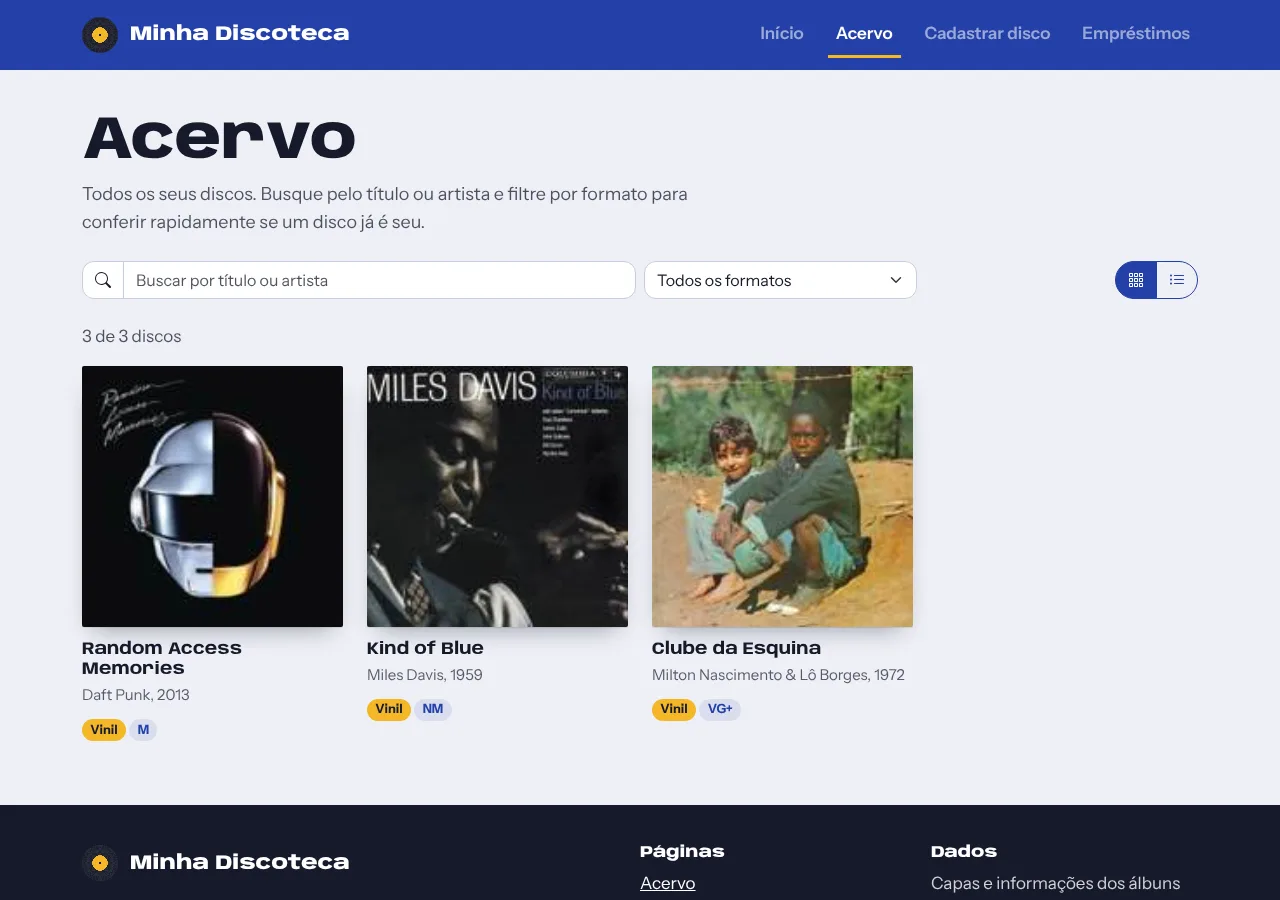 Minha Discoteca
Início
Acervo
Cadastrar disco
Empréstimos
Acervo
Todos os seus discos. Busque pelo título ou artista e filtre por formato para
conferir rapidamente se um disco já é seu.
Buscar por título ou artista
Todos os formatos
3 de 3 discos
Random
Access
Memories
MILES DAVIS
COLUMBIA
Kind of Blue
Random Access
Memories
Daft Punk, 2013
Vinil
M
Kind of Blue
Miles Davis, 1959
Vinil
NM
Clube da Esquina
Milton Nascimento & Lô Borges, 1972
Vinil
VG+
Minha Discoteca
Páginas
Acervo
Dados
Capas e informações dos álbuns